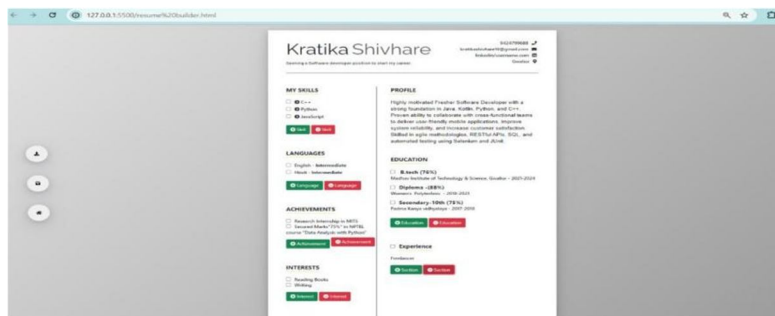 127.0.0.1:5500/resume%20builder.html
Kratika Shivhare
Seeking a Software developer position to start my career.
linkedin/username.com
Gwalior
MY SKILLS
C++
Python
JavaScript
Skill Skill
LANGUAGES
English - Intermediate
Hindi - Intermediate
Language Language
ACHIEVEMENTS
Research Internship in NITS
Secured Marks"75%" in NPTEL
course "Data Analysis with Python"
Achievement Achievement
INTERESTS
Reading Books
Writing
Interest Interest
PROFILE
Highly motivated Fresher Software Developer with a
strong foundation in Java, Kotlin, Python, and C++.
Proven ability to collaborate with cross-functional teams
to deliver user-friendly mobile applications, improve
system reliability, and increase customer satisfaction.
Skilled in agile methodologies, RESTful APIs, SQL, and
automated testing using Selenium and JUnit.
EDUCATION
B.tech (76%)
Madhav Institute of Technology & Science, Gwalior - 2021-2024
Diploma -(88%)
Secondary-10th (78%)
Education Education
Experience
Freelancer
Section Section